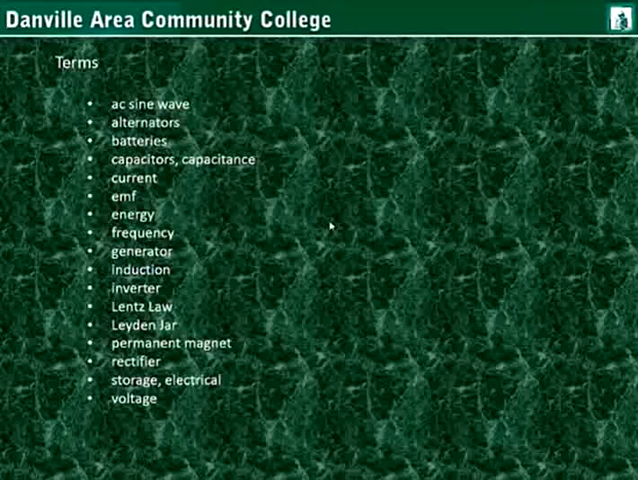 Danville Area Community College
Terms
• ac sine wave
• alternators
• batteries
• capacitors, capacitance
• current
• emf
• energy
• frequency
• generator
• induction
• inverter
• Lentz Law
• Leyden Jar
• permanent magnet
• rectifier
• storage, electrical
• voltage